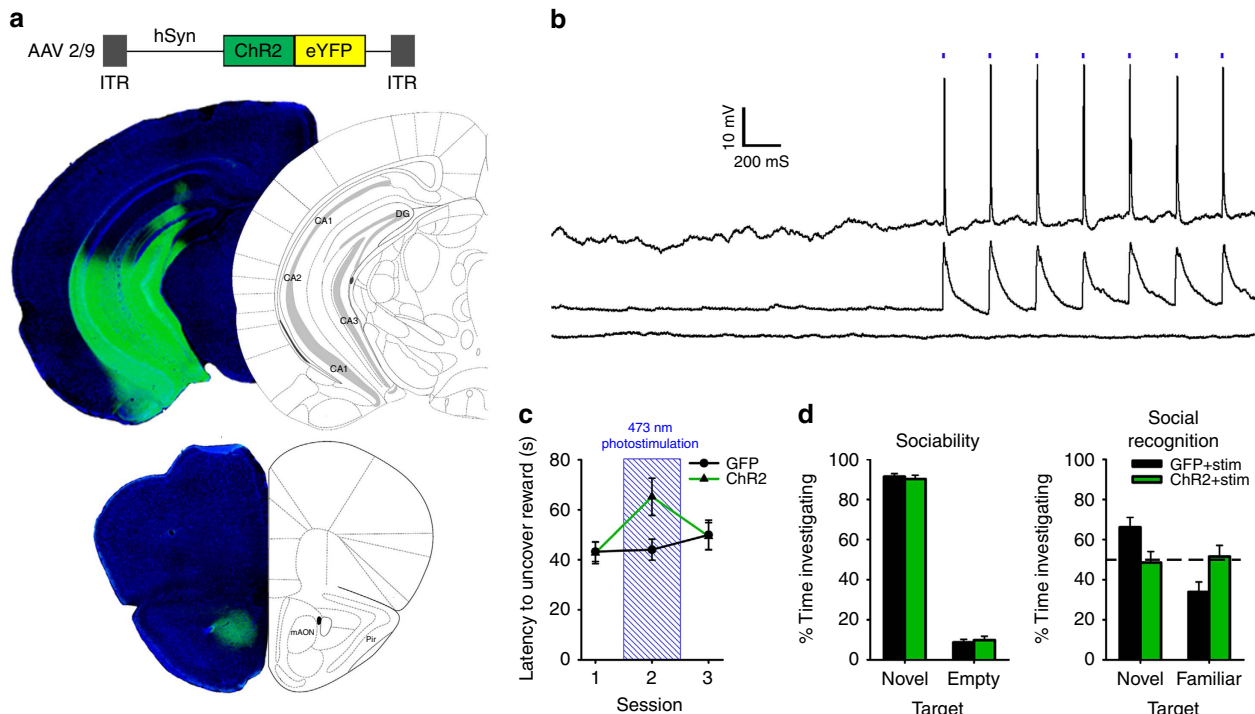 a
AAV 2/9
hSyn
ChR2
eYFP
ITR
ITR
CA1
DG
CA2
CA3
CA1
mAON
Pir
b
10 mV
200 mS
c
473 nm
photostimulation
GFP
ChR2
Latency to uncover reward (s)
80
60
40
20
0
1 2 3
Session
d
Sociability
% Time investigating
100
80
60
40
20
0
Novel Empty
Target
Social
recognition
GFP+stim
ChR2+stim
% Time investigating
100
80
60
40
20
0
Novel Familiar
Target